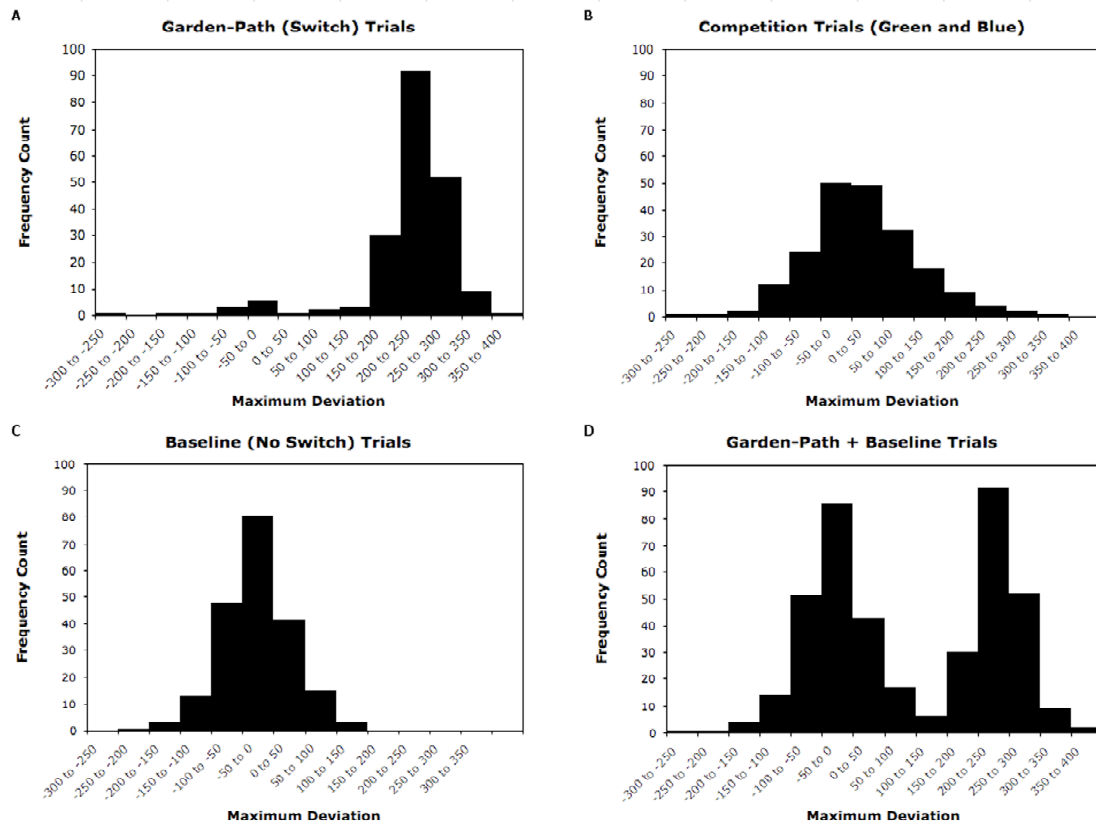 A
Garden-Path (Switch) Trials
Frequency Count
100
90
80
70
60
50
40
30
20
10
0
-300 to -250
-250 to -200
-200 to -150
-150 to -100
-100 to -50
-50 to 0
0 to 50
50 to 100
100 to 150
150 to 200
200 to 250
250 to 300
300 to 350
350 to 400
Maximum Deviation
B
Competition Trials (Green and Blue)
Frequency Count
100
90
80
70
60
50
40
30
20
10
0
-300 to -250
-250 to -200
-200 to -150
-150 to -100
-100 to -50
-50 to 0
0 to 50
50 to 100
100 to 150
150 to 200
200 to 250
250 to 300
300 to 350
350 to 400
Maximum Deviation
C
Baseline (No Switch) Trials
Frequency Count
100
90
80
70
60
50
40
30
20
10
0
-300 to -250
-250 to -200
-200 to -150
-150 to -100
-100 to -50
-50 to 0
0 to 50
50 to 100
100 to 150
150 to 200
200 to 250
250 to 300
300 to 350
Maximum Deviation
D
Garden-Path + Baseline Trials
Frequency Count
100
90
80
70
60
50
40
30
20
10
0
-300 to -250
-250 to -200
-200 to -150
-150 to -100
-100 to -50
-50 to 0
0 to 50
50 to 100
100 to 150
150 to 200
200 to 250
250 to 300
300 to 350
350 to 400
Maximum Deviation